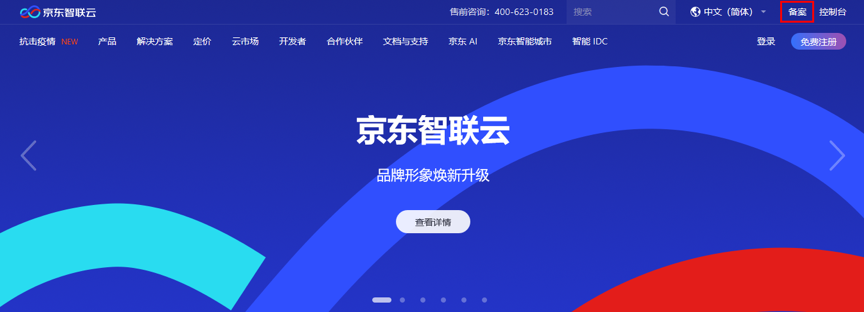 京东智联云 售前咨询：400-623-0183 搜索 中文（简体） 备案 控制台
抗击疫情 NEW 产品 解决方案 定价 云市场 开发者 合作伙伴 文档与支持 京东 AI 京东智能城市 智能 IDC 登录 免费注册
京东智联云
品牌形象焕新升级
查看详情